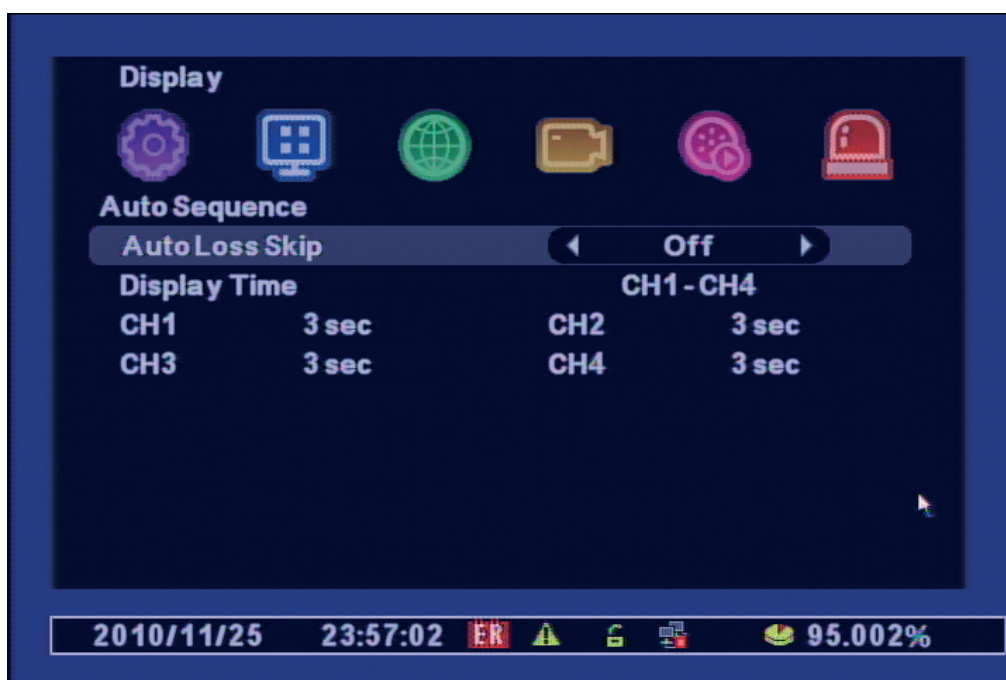 Display
Auto Sequence
Auto Loss Skip Off
Display Time CH1 - CH4
CH1 3 sec CH2 3 sec
CH3 3 sec CH4 3 sec
2010/11/25 23:57:02 ER 95.002%